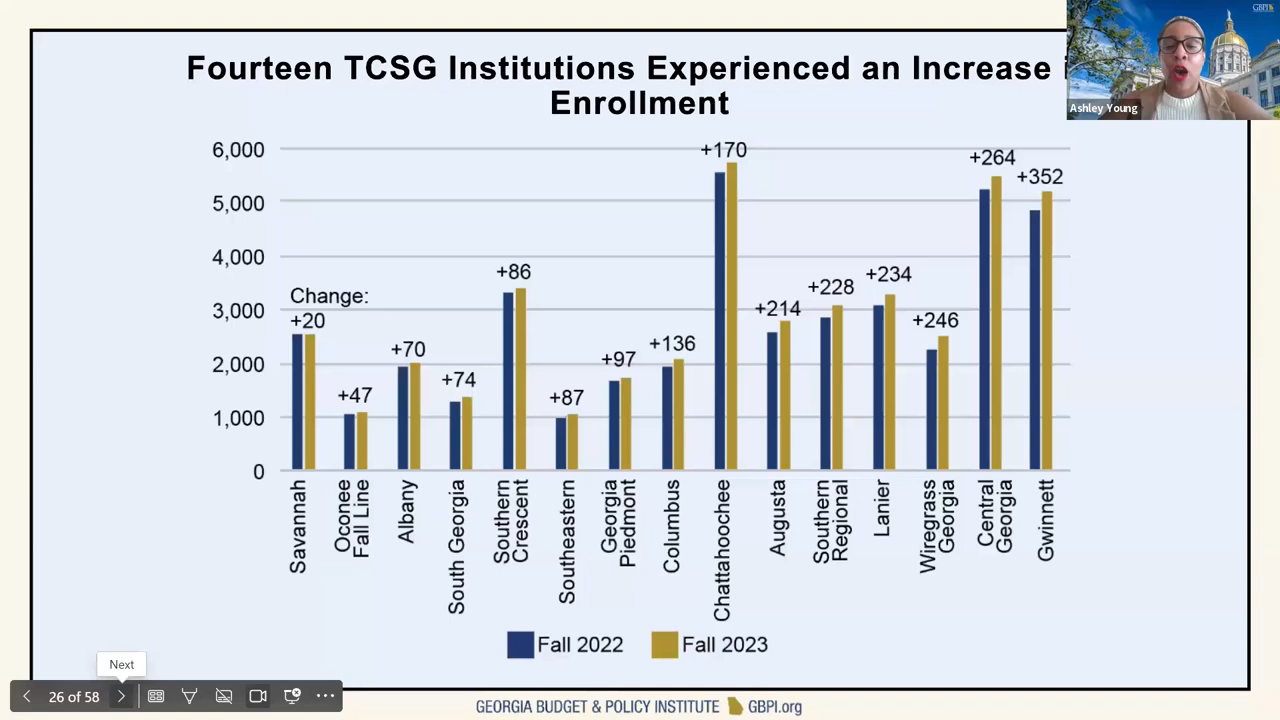 GBPI
Fourteen TCSG Institutions Experienced an Increase
Enrollment
Ashley Young
6,000
5,000
4,000
3,000
2,000
1,000
0
Change:
+20
+47
+70
+74
+86
+87
+97
+136
+170
+214
+228
+234
+246
+264
+352
Savannah
Oconee
Fall Line
Albany
South Georgia
Southern
Crescent
Southeastern
Georgia
Piedmont
Columbus
Chattahoochee
Augusta
Southern
Regional
Lanier
Wiregrass
Georgia
Central
Georgia
Gwinnett
Fall 2022
Fall 2023
Next
26 of 58
GEORGIA BUDGET & POLICY INSTITUTE GBPI.org